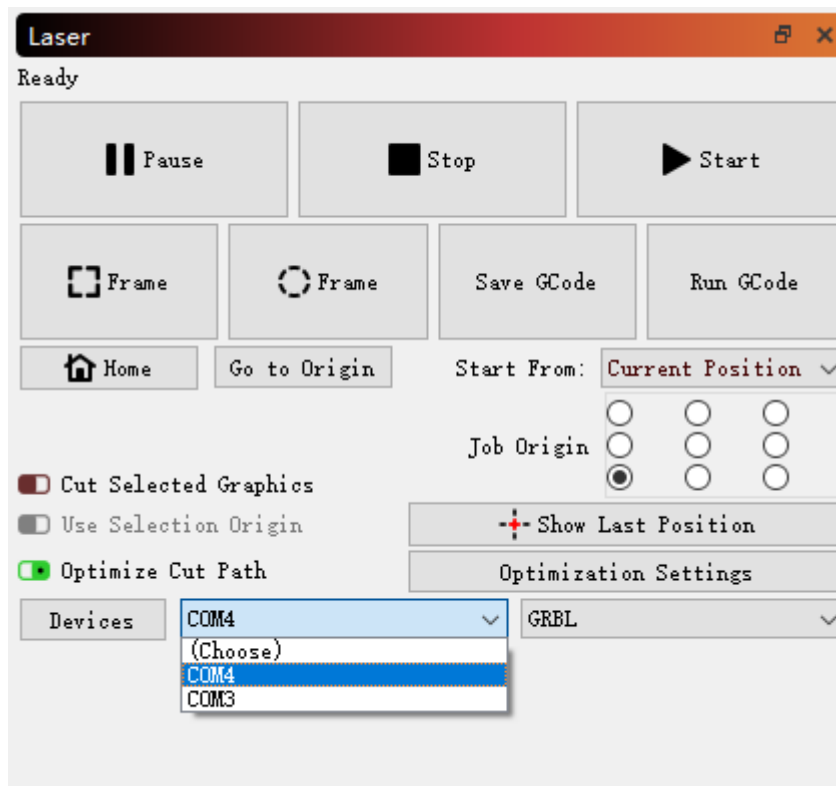 Laser
Ready
Pause Stop Start
Frame Frame Save GCode Run GCode
Home Go to Origin Start From: Current Position
Job Origin
Cut Selected Graphics
Use Selection Origin Show Last Position
Optimize Cut Path Optimization Settings
Devices COM4 GRBL
(Choose)
COM4
COM3